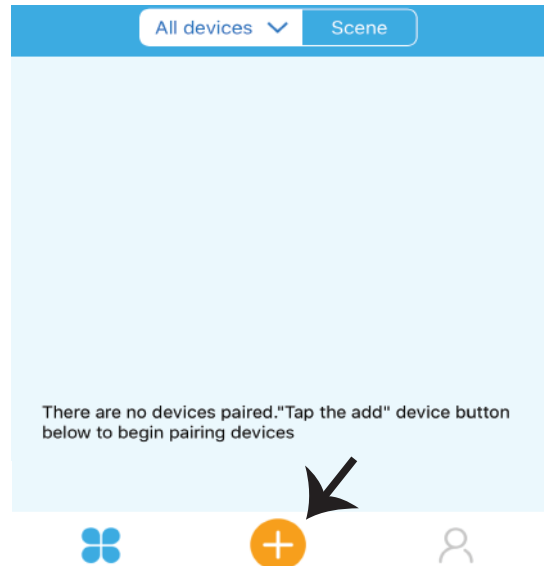 All devices Scene
There are no devices paired."Tap the add" device button
below to begin pairing devices